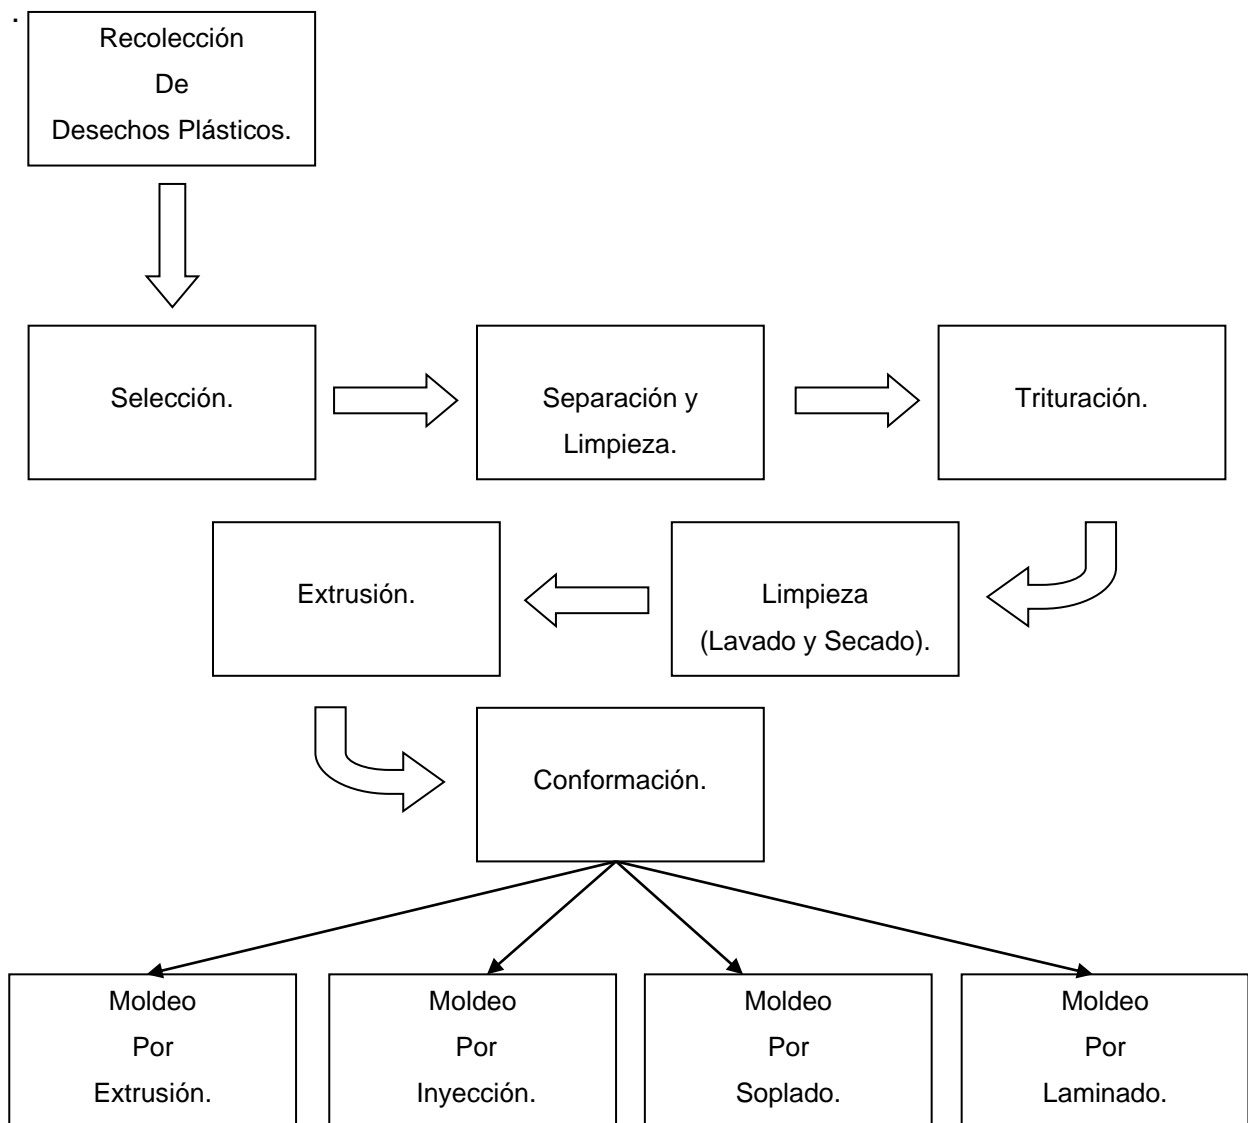 .
Recolección
De
Desechos Plásticos.
Selección.
Separación y
Limpieza.
Trituración.
Extrusión.
Limpieza
(Lavado y Secado).
Conformación.
Moldeo
Por
Extrusión.
Moldeo
Por
Inyección.
Moldeo
Por
Soplado.
Moldeo
Por
Laminado.